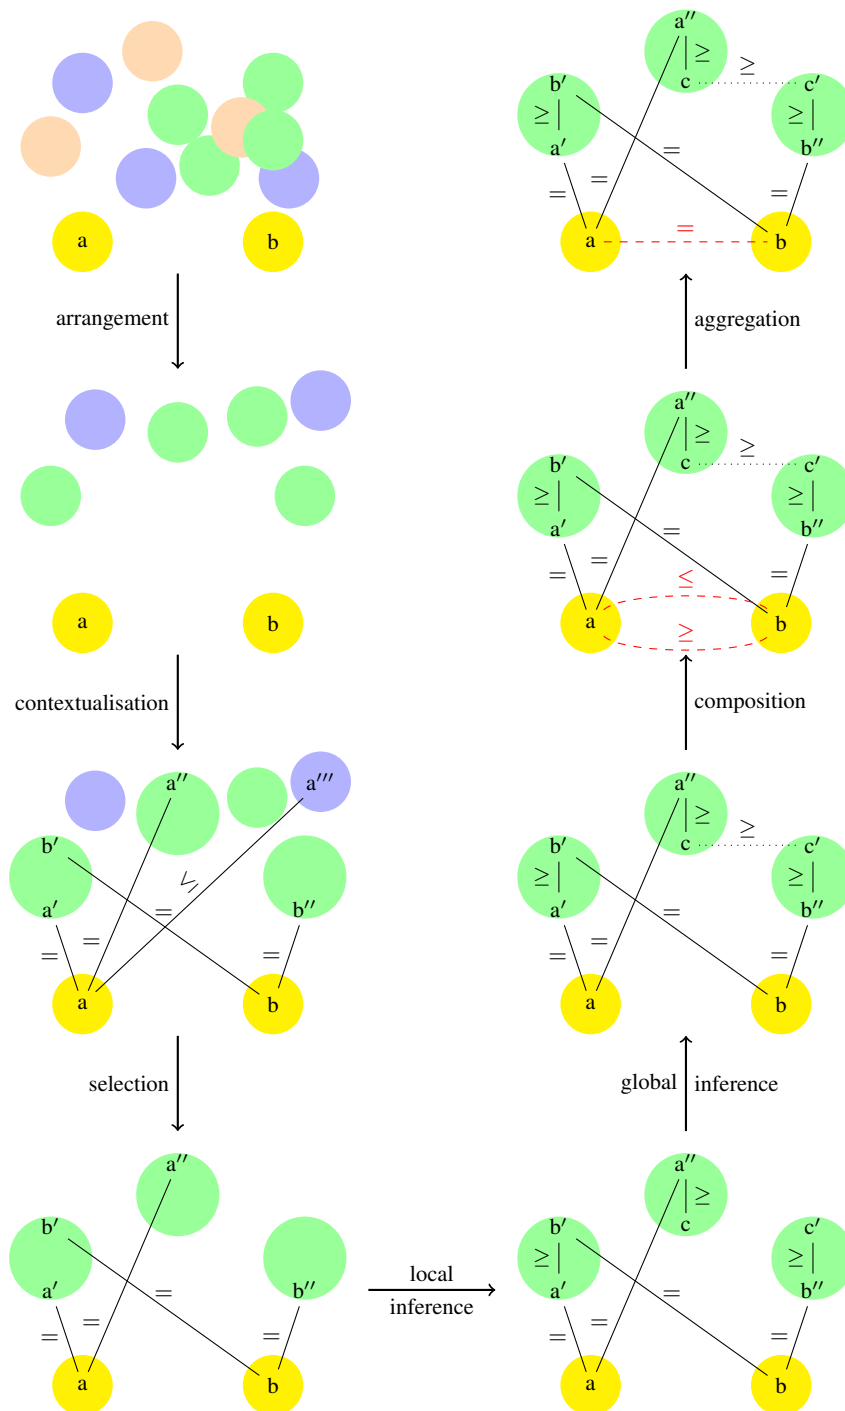 a b
arrangement
a b
contextualisation
a″ a‴
b′
≤
a′ = = b″
= =
a b
selection
a″
b′
a′ = b″
= = =
a b
local
inference
a″
≥
c
b′ c′
≥ ≥
a′ = b″
= = =
a b
global inference
a″
≥
≥
c
b′ c′
≥ ≥
a′ = b″
= = =
a b
composition
a″
≥
≥
c
b′ c′
≥ ≥
a′ = b″
= = =
≤
a b
≥
aggregation
a″
≥
≥
c
b′ c′
≥ ≥
a′ = b″
= = =
=
a b